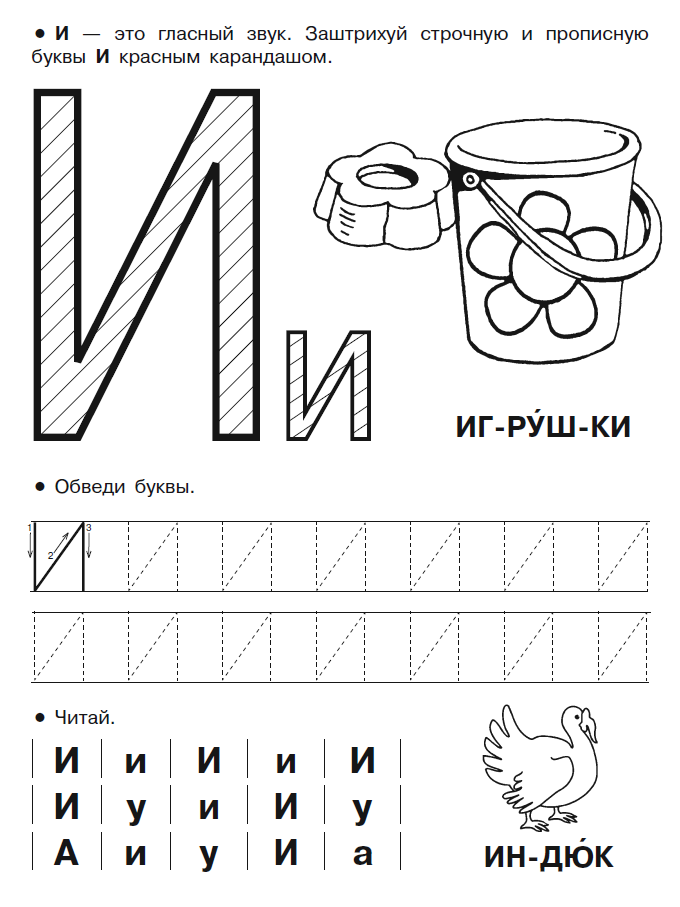 ● И — это гласный звук. Заштрихуй строчную и прописную
буквы И красным карандашом.
И и
ИГ-РУ́Ш-КИ
● Обведи буквы.
1 2 3 И
● Читай.
И и И и И
И у и И у
А и у И а
ИН-ДЮ́К